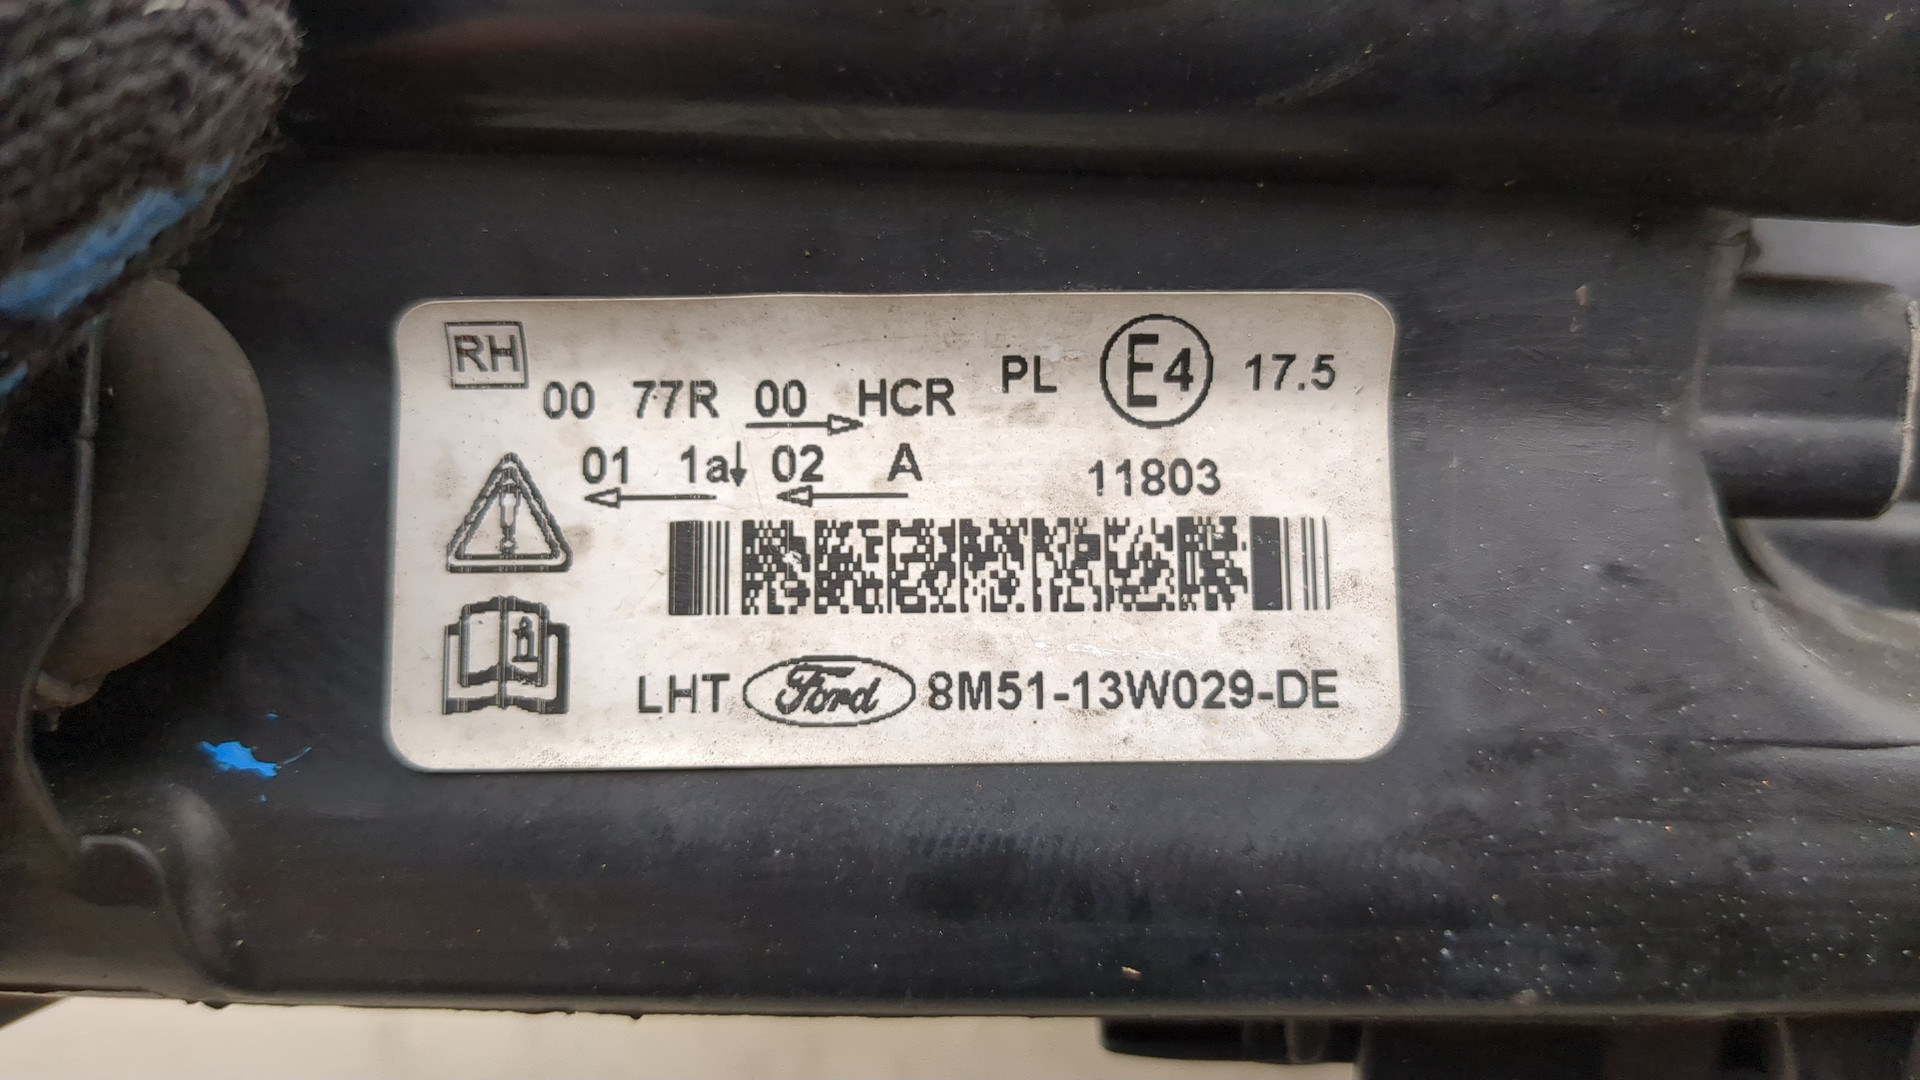 RH
00 77R 00 HCR PL E4 17.5
01 1a↓ 02 A 11803
LHT Ford 8M51-13W029-DE